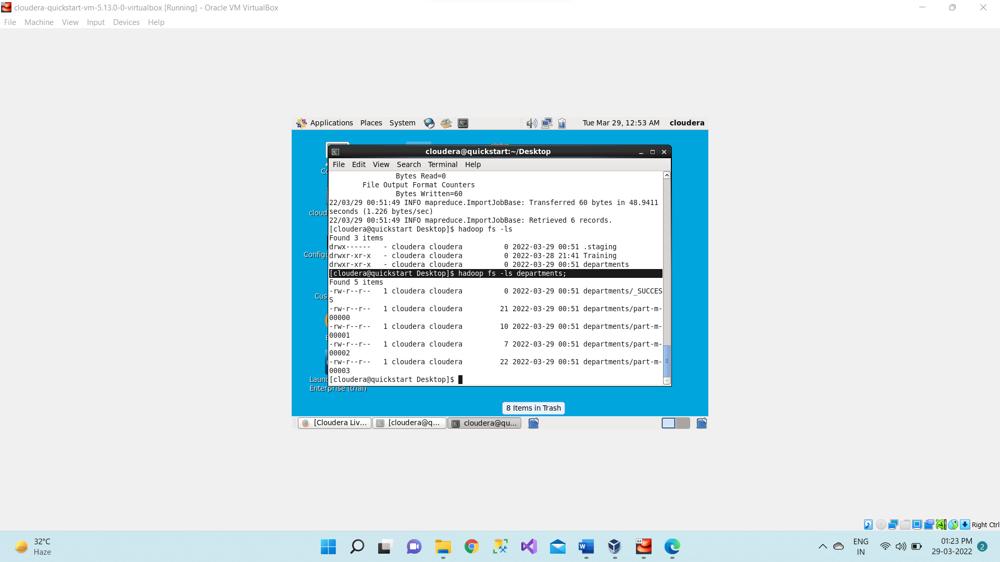 cloudera-quickstart-vm-5.13.0-0-virtualbox [Running] - Oracle VM VirtualBox
File Machine View Input Devices Help
Applications Places System Tue Mar 29, 12:53 AM cloudera
cloudera@quickstart:~/Desktop
File Edit View Search Terminal Help
Bytes Read=0
File Output Format Counters
Bytes Written=60
22/03/29 00:51:49 INFO mapreduce.ImportJobBase: Transferred 60 bytes in 48.9411
seconds (1.226 bytes/sec)
22/03/29 00:51:49 INFO mapreduce.ImportJobBase: Retrieved 6 records.
[cloudera@quickstart Desktop]$ hadoop fs -ls
Found 3 items
drwx------   - cloudera cloudera          0 2022-03-29 00:51 .staging
drwxr-xr-x   - cloudera cloudera          0 2022-03-28 21:41 Training
drwxr-xr-x   - cloudera cloudera          0 2022-03-29 00:51 departments
[cloudera@quickstart Desktop]$ hadoop fs -ls departments;
Found 5 items
-rw-r--r--   1 cloudera cloudera          0 2022-03-29 00:51 departments/_SUCCES
S
-rw-r--r--   1 cloudera cloudera         21 2022-03-29 00:51 departments/part-m-
00000
-rw-r--r--   1 cloudera cloudera         10 2022-03-29 00:51 departments/part-m-
00001
-rw-r--r--   1 cloudera cloudera          7 2022-03-29 00:51 departments/part-m-
00002
-rw-r--r--   1 cloudera cloudera         22 2022-03-29 00:51 departments/part-m-
00003
[cloudera@quickstart Desktop]$
cloud
Configu
Cus
Laun
Enterprise (trial)
8 Items in Trash
[Cloudera Liv... [cloudera@q... cloudera@qu...
Right Ctrl
32°C
Haze
64
ENG
IN
01:23 PM
29-03-2022
2